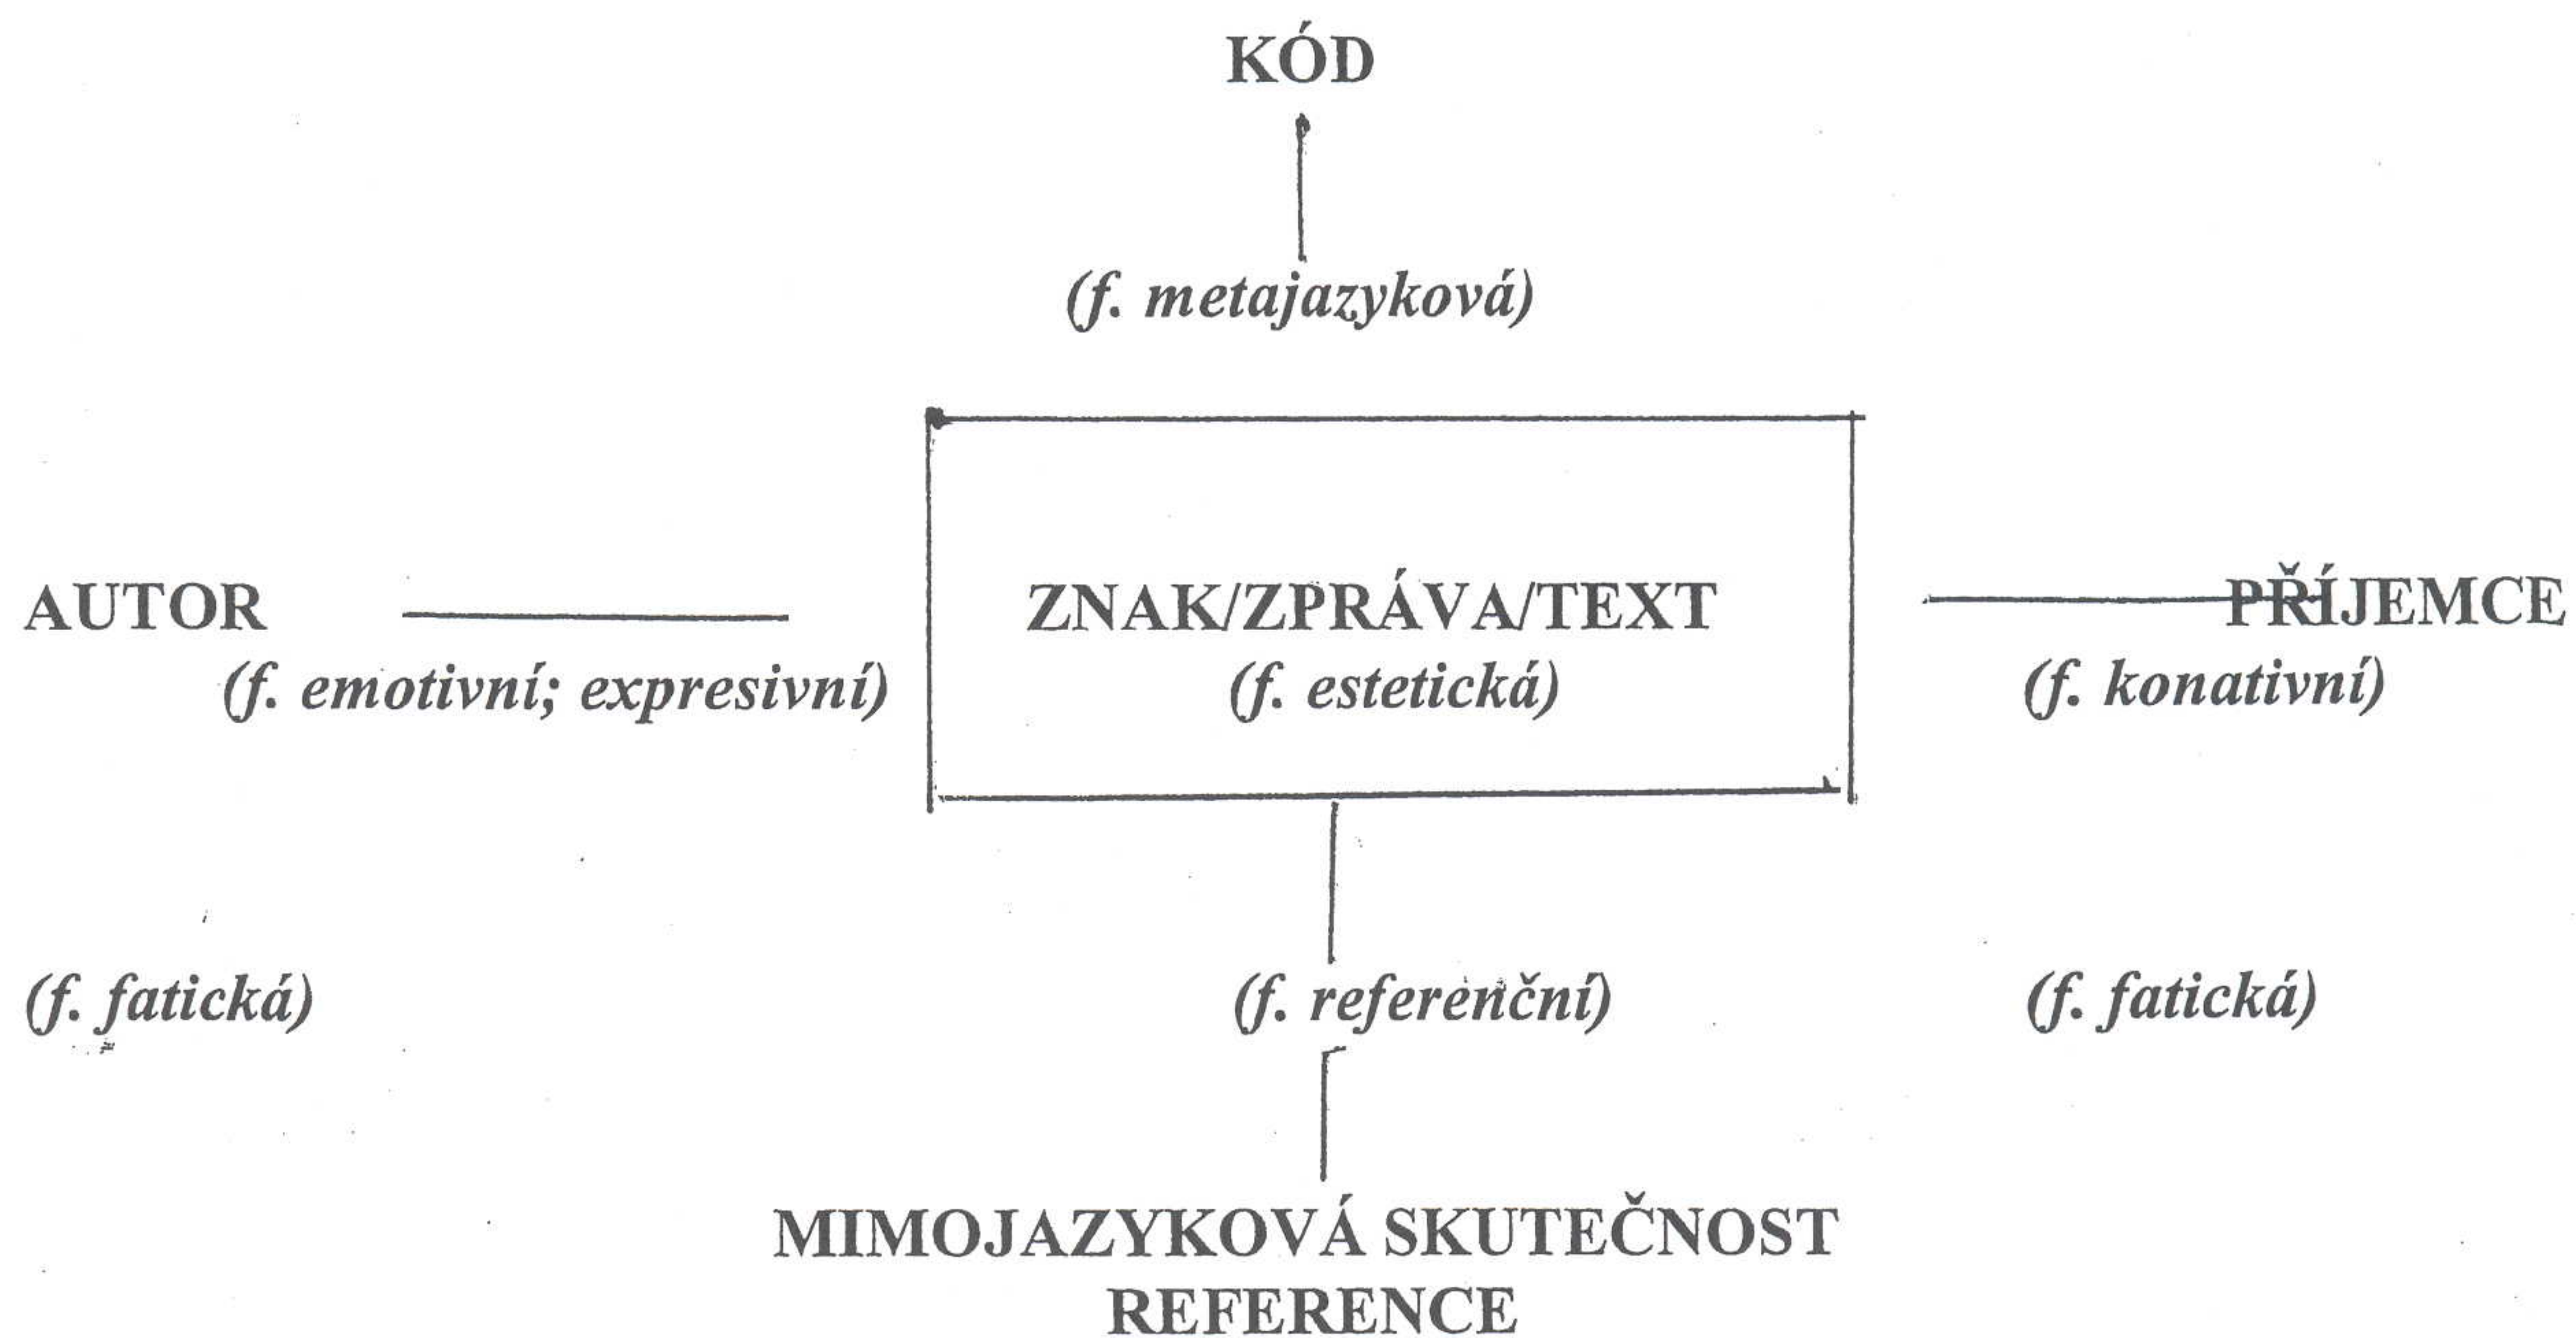 KÓD
(f. metajazyková)
AUTOR ZNAK/ZPRÁVA/TEXT PŘÍJEMCE
(f. emotivní; expresivní) (f. estetická) (f. konativní)
(f. fatická) (f. referenční) (f. fatická)
MIMOJAZYKOVÁ SKUTEČNOST
REFERENCE